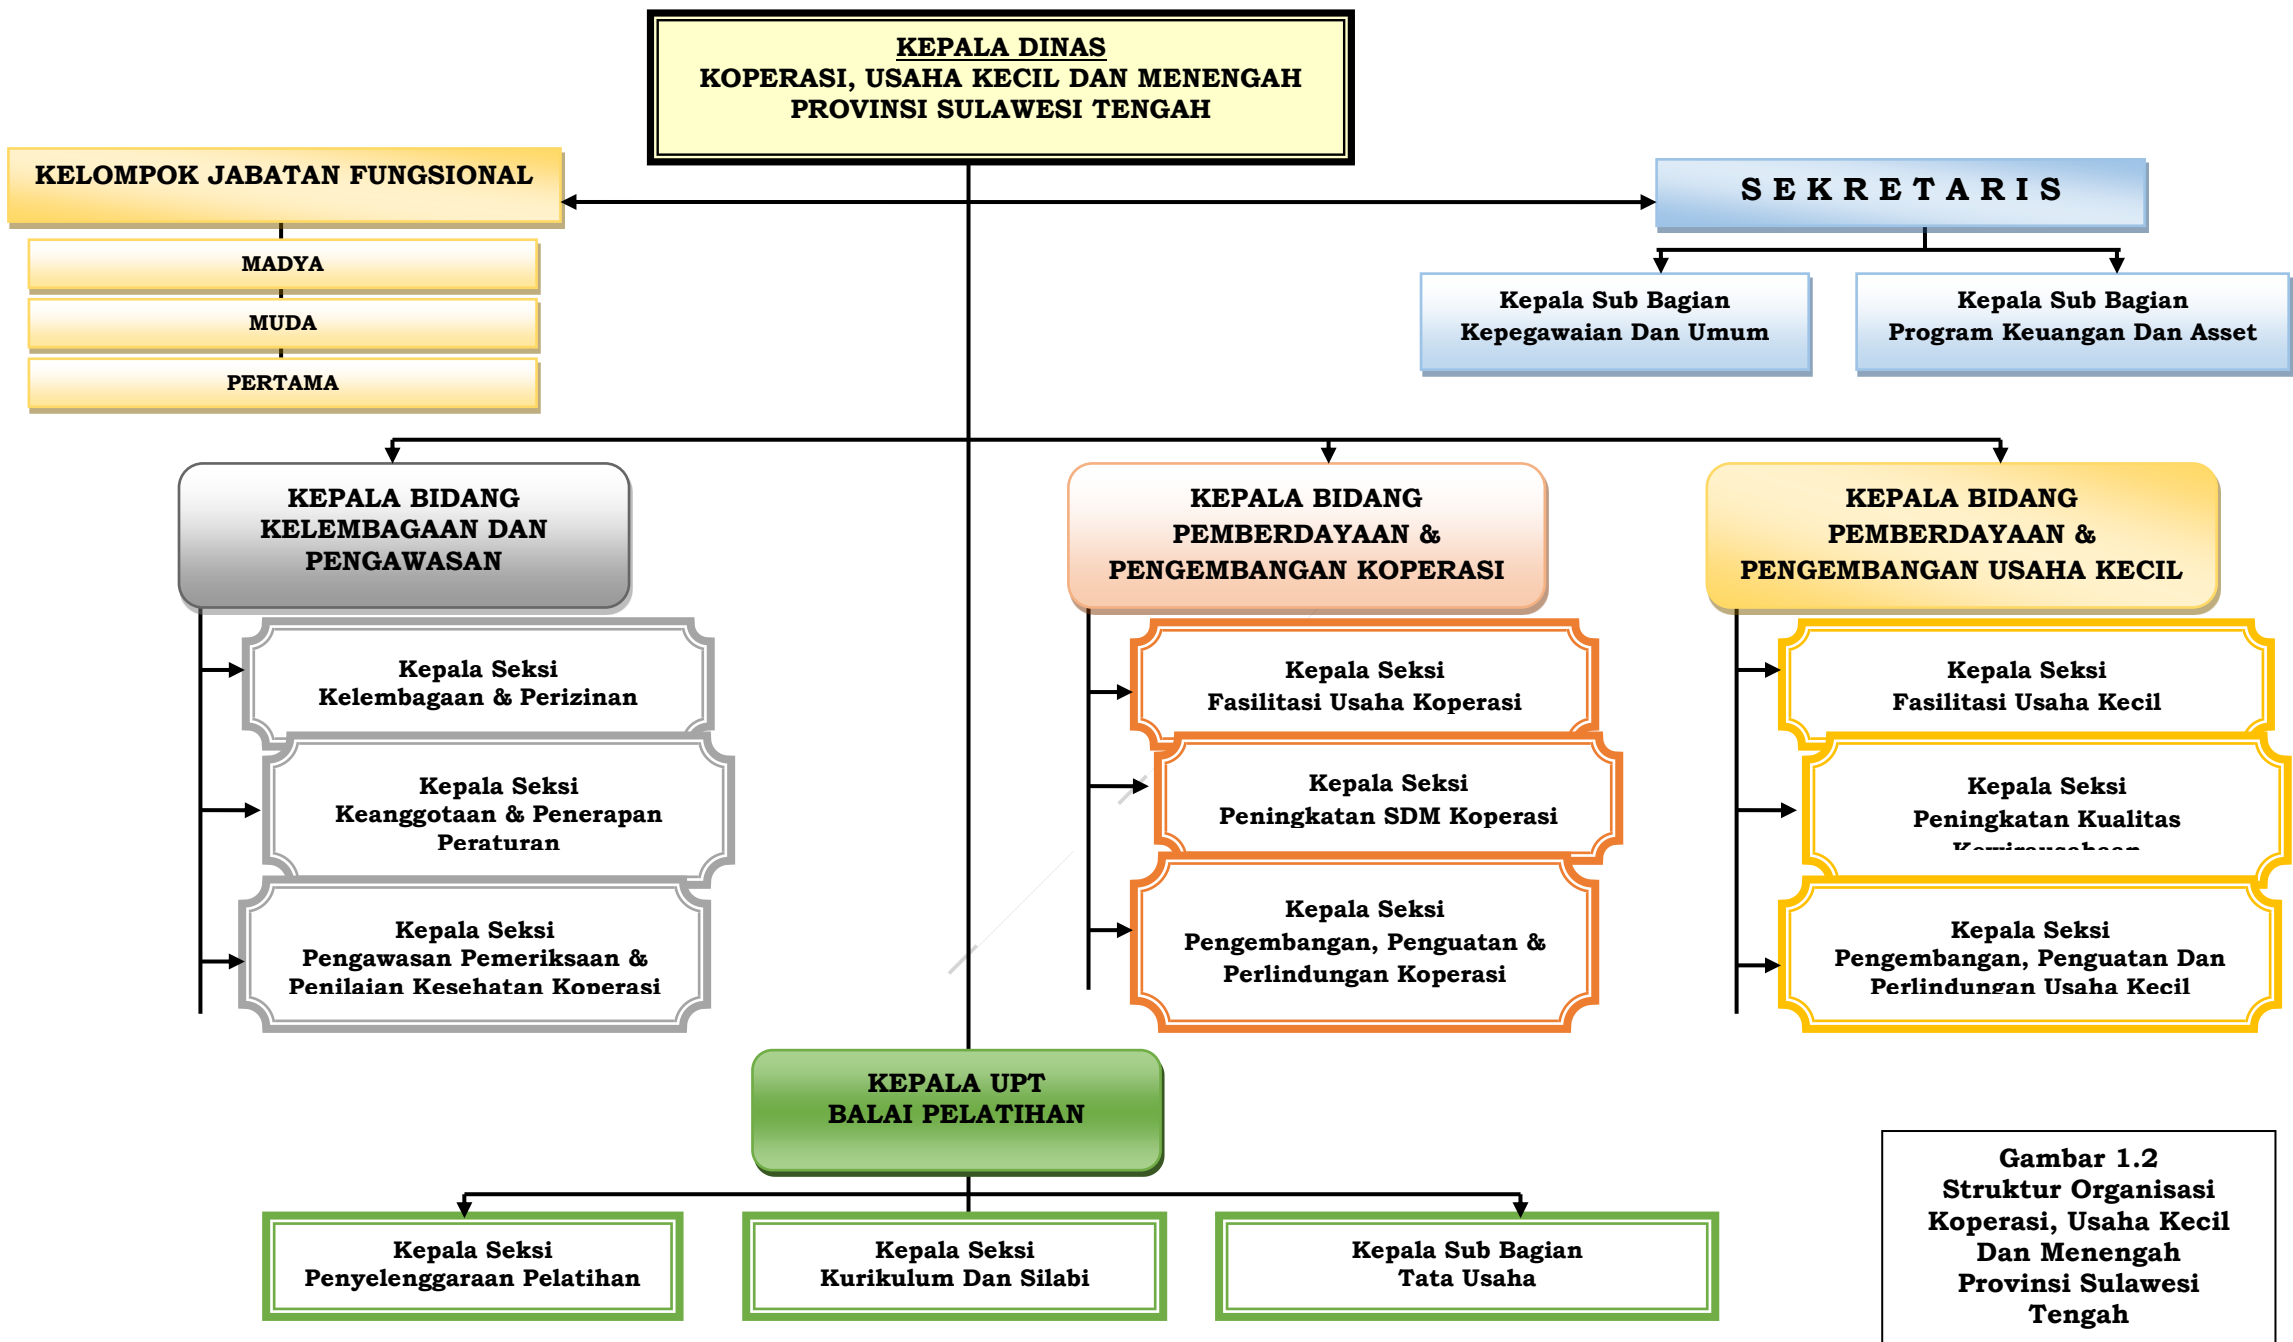 KEPALA DINAS
KOPERASI, USAHA KECIL DAN MENENGAH
PROVINSI SULAWESI TENGAH
KELOMPOK JABATAN FUNGSIONAL
MADYA
MUDA
PERTAMA
S E K R E T A R I S
Kepala Sub Bagian
Kepegawaian Dan Umum
Kepala Sub Bagian
Program Keuangan Dan Asset
KEPALA BIDANG
KELEMBAGAAN DAN
PENGAWASAN
Kepala Seksi
Kelembagaan & Perizinan
Kepala Seksi
Keanggotaan & Penerapan
Peraturan
Kepala Seksi
Pengawasan Pemeriksaan &
Penilaian Kesehatan Koperasi
KEPALA BIDANG
PEMBERDAYAAN &
PENGEMBANGAN KOPERASI
Kepala Seksi
Fasilitasi Usaha Koperasi
Kepala Seksi
Peningkatan SDM Koperasi
Kepala Seksi
Pengembangan, Penguatan &
Perlindungan Koperasi
KEPALA BIDANG
PEMBERDAYAAN &
PENGEMBANGAN USAHA KECIL
Kepala Seksi
Fasilitasi Usaha Kecil
Kepala Seksi
Peningkatan Kualitas
Kewirausahaan
Kepala Seksi
Pengembangan, Penguatan Dan
Perlindungan Usaha Kecil
KEPALA UPT
BALAI PELATIHAN
Kepala Seksi
Penyelenggaraan Pelatihan
Kepala Seksi
Kurikulum Dan Silabi
Kepala Sub Bagian
Tata Usaha
Gambar 1.2
Struktur Organisasi
Koperasi, Usaha Kecil
Dan Menengah
Provinsi Sulawesi
Tengah